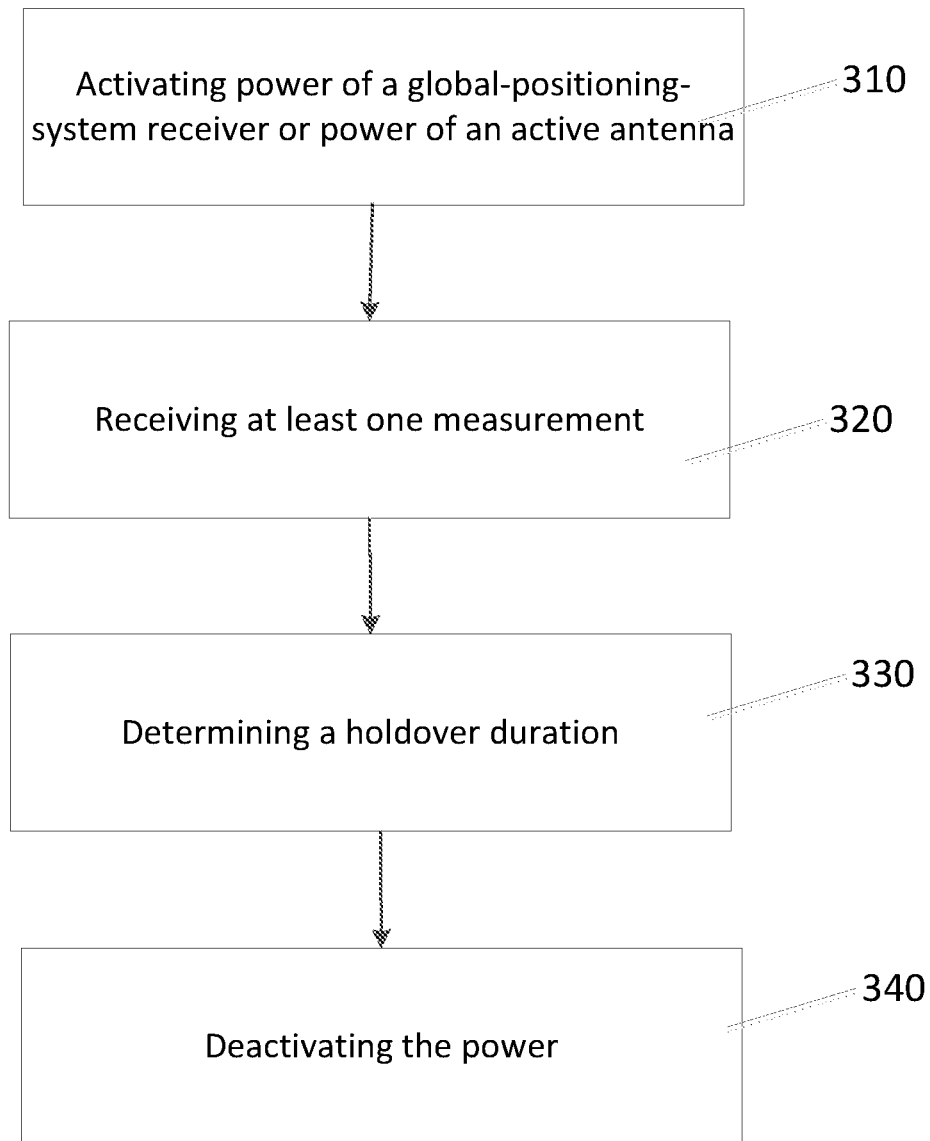 Activating power of a global-positioning-
system receiver or power of an active antenna
310
Receiving at least one measurement
320
Determining a holdover duration
330
Deactivating the power
340